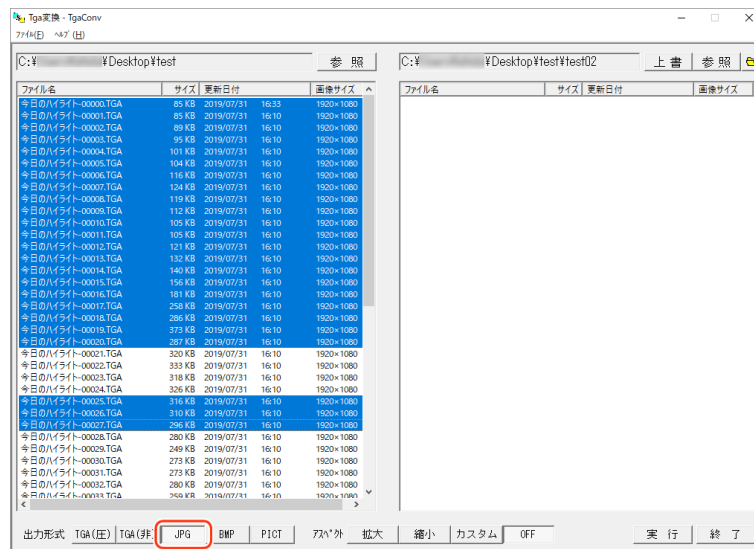 Tga変換 - TgaConv
ﾌｧｲﾙ(F) ﾍﾙﾌﾟ(H)
C:¥ ¥Desktop¥test 参 照 C:¥ ¥Desktop¥test¥test02 上 書 参 照
ファイル名 サイズ 更新日付 画像サイズ ファイル名 サイズ 更新日付 画像サイズ
今日のハイライト-00000.TGA 85 KB 2019/07/31 16:33 1920×1080
今日のハイライト-00001.TGA 85 KB 2019/07/31 16:10 1920×1080
今日のハイライト-00002.TGA 89 KB 2019/07/31 16:10 1920×1080
今日のハイライト-00003.TGA 95 KB 2019/07/31 16:10 1920×1080
今日のハイライト-00004.TGA 101 KB 2019/07/31 16:10 1920×1080
今日のハイライト-00005.TGA 104 KB 2019/07/31 16:10 1920×1080
今日のハイライト-00006.TGA 116 KB 2019/07/31 16:10 1920×1080
今日のハイライト-00007.TGA 124 KB 2019/07/31 16:10 1920×1080
今日のハイライト-00008.TGA 119 KB 2019/07/31 16:10 1920×1080
今日のハイライト-00009.TGA 112 KB 2019/07/31 16:10 1920×1080
今日のハイライト-00010.TGA 105 KB 2019/07/31 16:10 1920×1080
今日のハイライト-00011.TGA 105 KB 2019/07/31 16:10 1920×1080
今日のハイライト-00012.TGA 121 KB 2019/07/31 16:10 1920×1080
今日のハイライト-00013.TGA 132 KB 2019/07/31 16:10 1920×1080
今日のハイライト-00014.TGA 140 KB 2019/07/31 16:10 1920×1080
今日のハイライト-00015.TGA 156 KB 2019/07/31 16:10 1920×1080
今日のハイライト-00016.TGA 181 KB 2019/07/31 16:10 1920×1080
今日のハイライト-00017.TGA 258 KB 2019/07/31 16:10 1920×1080
今日のハイライト-00018.TGA 286 KB 2019/07/31 16:10 1920×1080
今日のハイライト-00019.TGA 373 KB 2019/07/31 16:10 1920×1080
今日のハイライト-00020.TGA 287 KB 2019/07/31 16:10 1920×1080
今日のハイライト-00021.TGA 320 KB 2019/07/31 16:10 1920×1080
今日のハイライト-00022.TGA 333 KB 2019/07/31 16:10 1920×1080
今日のハイライト-00023.TGA 318 KB 2019/07/31 16:10 1920×1080
今日のハイライト-00024.TGA 326 KB 2019/07/31 16:10 1920×1080
今日のハイライト-00025.TGA 316 KB 2019/07/31 16:10 1920×1080
今日のハイライト-00026.TGA 310 KB 2019/07/31 16:10 1920×1080
今日のハイライト-00027.TGA 296 KB 2019/07/31 16:10 1920×1080
今日のハイライト-00028.TGA 280 KB 2019/07/31 16:10 1920×1080
今日のハイライト-00029.TGA 249 KB 2019/07/31 16:10 1920×1080
今日のハイライト-00030.TGA 273 KB 2019/07/31 16:10 1920×1080
今日のハイライト-00031.TGA 273 KB 2019/07/31 16:10 1920×1080
今日のハイライト-00032.TGA 280 KB 2019/07/31 16:10 1920×1080
今日のハイライト-00033.TGA 259 KB 2019/07/31 16:10 1920×1080
出力形式 TGA(圧) TGA(非 JPG BMP PICT ｱｽﾍﾟｸﾄ 拡大 縮小 カスタム OFF 実 行 終 了